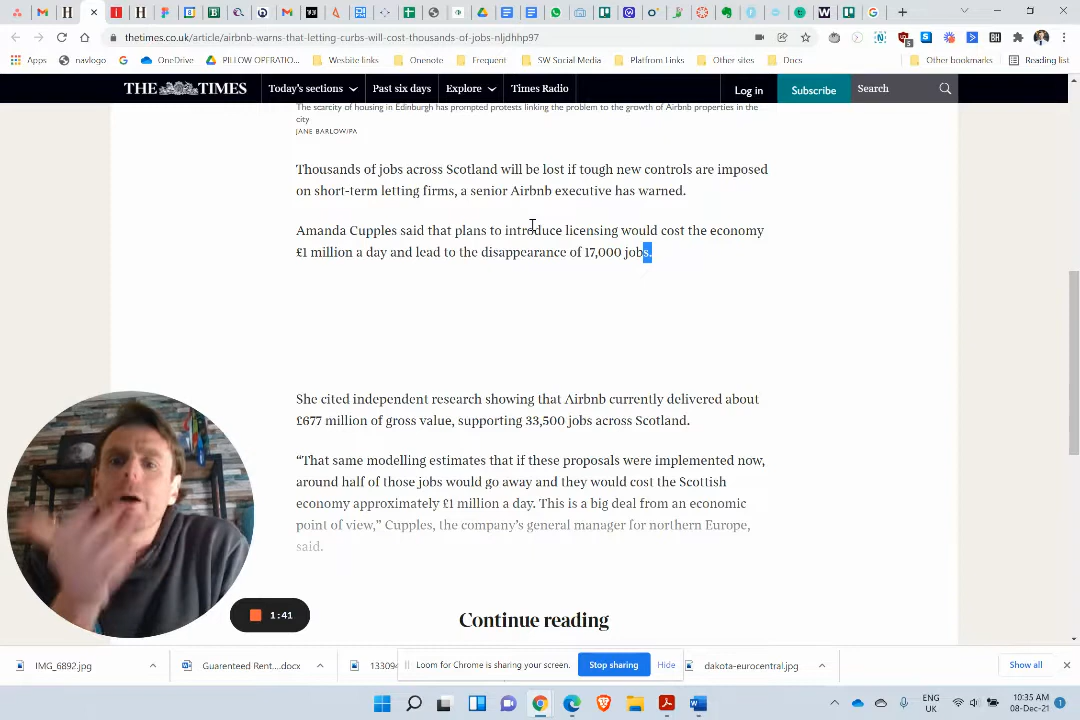 thetimes.co.uk/article/airbnb-warns-that-letting-curbs-will-cost-thousands-of-jobs-nljdhhp97
Apps navlogo OneDrive PILLOW OPERATIO... Wesbite links Onenote Frequent SW Social Media Platfrom Links Other sites Docs Other bookmarks Reading list
THE TIMES Today's sections Past six days Explore Times Radio Log in Subscribe Search
The scarcity of housing in Edinburgh has prompted protests linking the problem to the growth of Airbnb properties in the
city
JANE BARLOW/PA
Thousands of jobs across Scotland will be lost if tough new controls are imposed
on short-term letting firms, a senior Airbnb executive has warned.
Amanda Cupples said that plans to introduce licensing would cost the economy
£1 million a day and lead to the disappearance of 17,000 jobs.
She cited independent research showing that Airbnb currently delivered about
£677 million of gross value, supporting 33,500 jobs across Scotland.
“That same modelling estimates that if these proposals were implemented now,
around half of those jobs would go away and they would cost the Scottish
economy approximately £1 million a day. This is a big deal from an economic
point of view,” Cupples, the company’s general manager for northern Europe,
said.
1:41
Continue reading
IMG_6892.jpg Guarenteed Rent....docx 13309 Loom for Chrome is sharing your screen. Stop sharing Hide dakota-eurocentral.jpg Show all
ENG 10:35 AM
UK 08-Dec-21 1